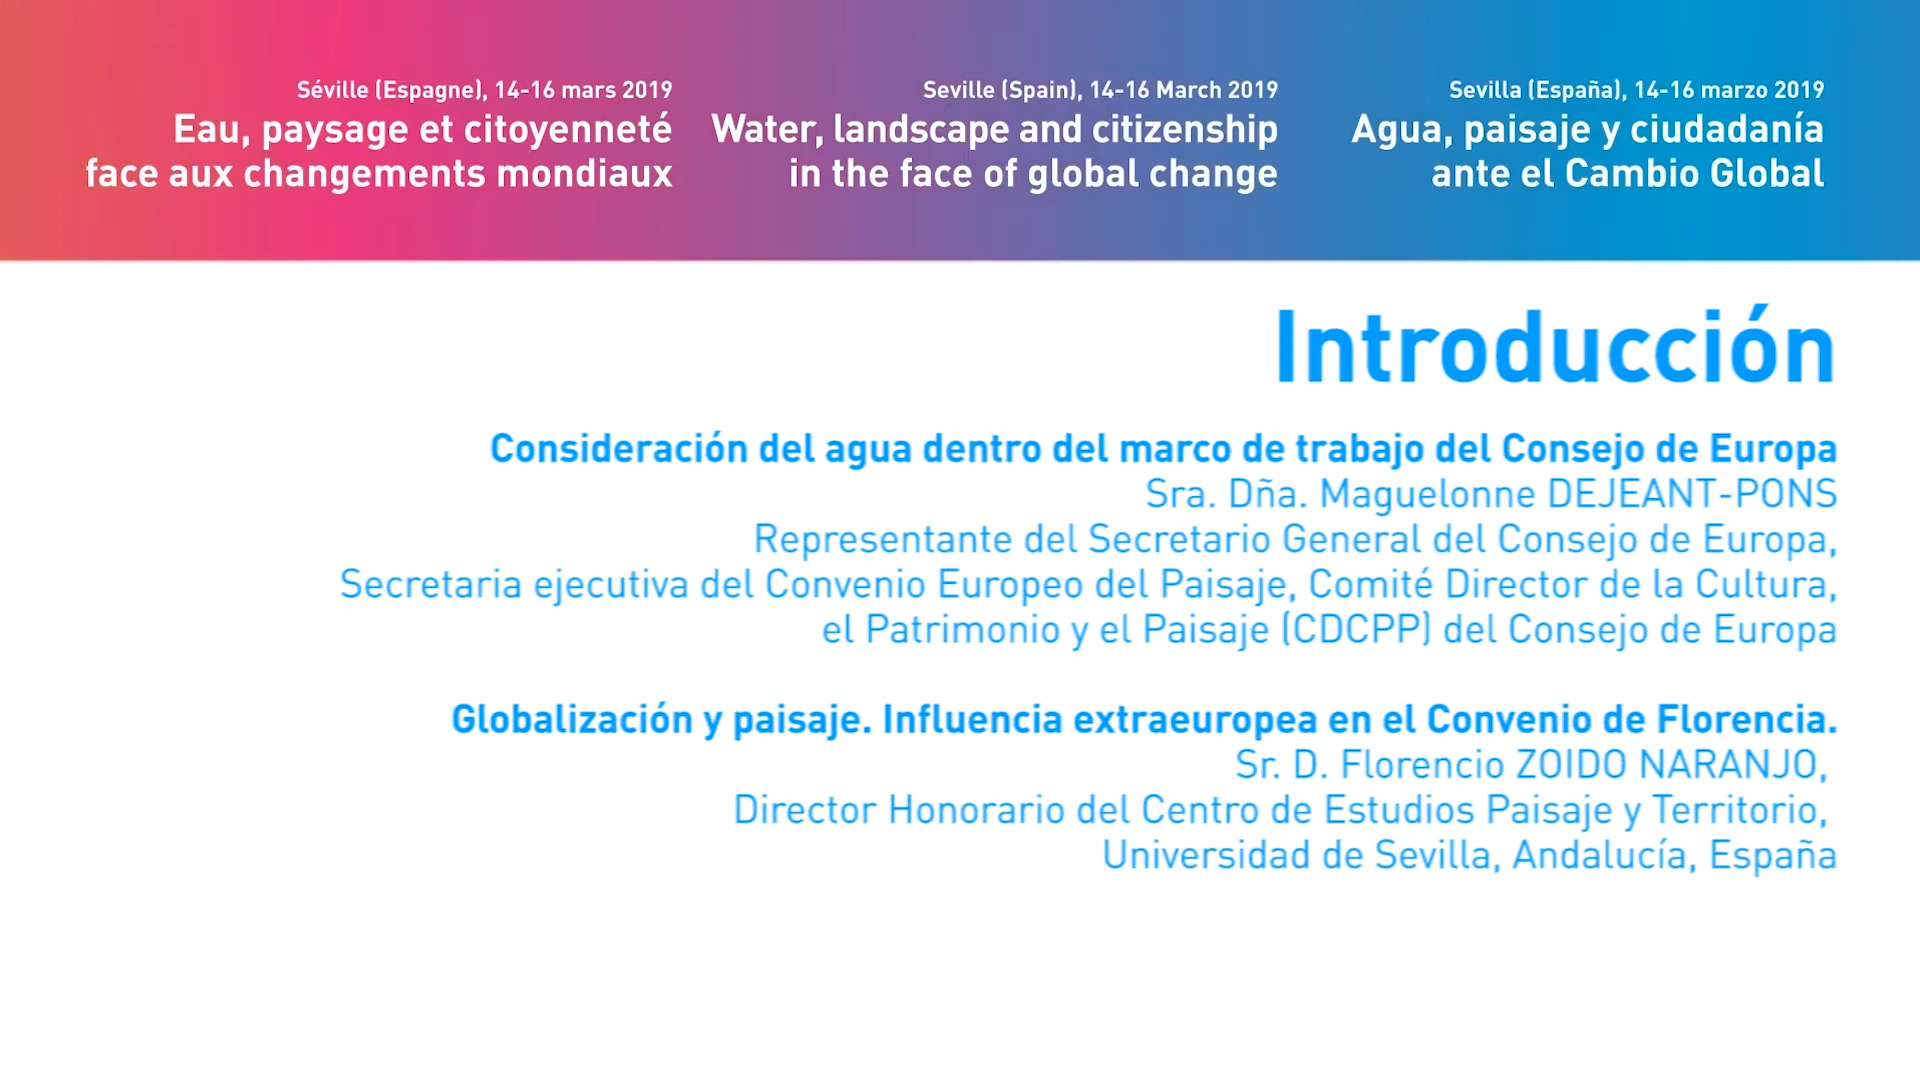 Séville (Espagne), 14-16 mars 2019
Eau, paysage et citoyenneté
face aux changements mondiaux
Seville (Spain), 14-16 March 2019
Water, landscape and citizenship
in the face of global change
Sevilla (España), 14-16 marzo 2019
Agua, paisaje y ciudadanía
ante el Cambio Global
Introducción
Consideración del agua dentro del marco de trabajo del Consejo de Europa
Sra. Dña. Maguelonne DEJEANT-PONS
Representante del Secretario General del Consejo de Europa,
Secretaria ejecutiva del Convenio Europeo del Paisaje, Comité Director de la Cultura,
el Patrimonio y el Paisaje (CDCPP) del Consejo de Europa
Globalización y paisaje. Influencia extraeuropea en el Convenio de Florencia.
Sr. D. Florencio ZOIDO NARANJO,
Director Honorario del Centro de Estudios Paisaje y Territorio,
Universidad de Sevilla, Andalucía, España